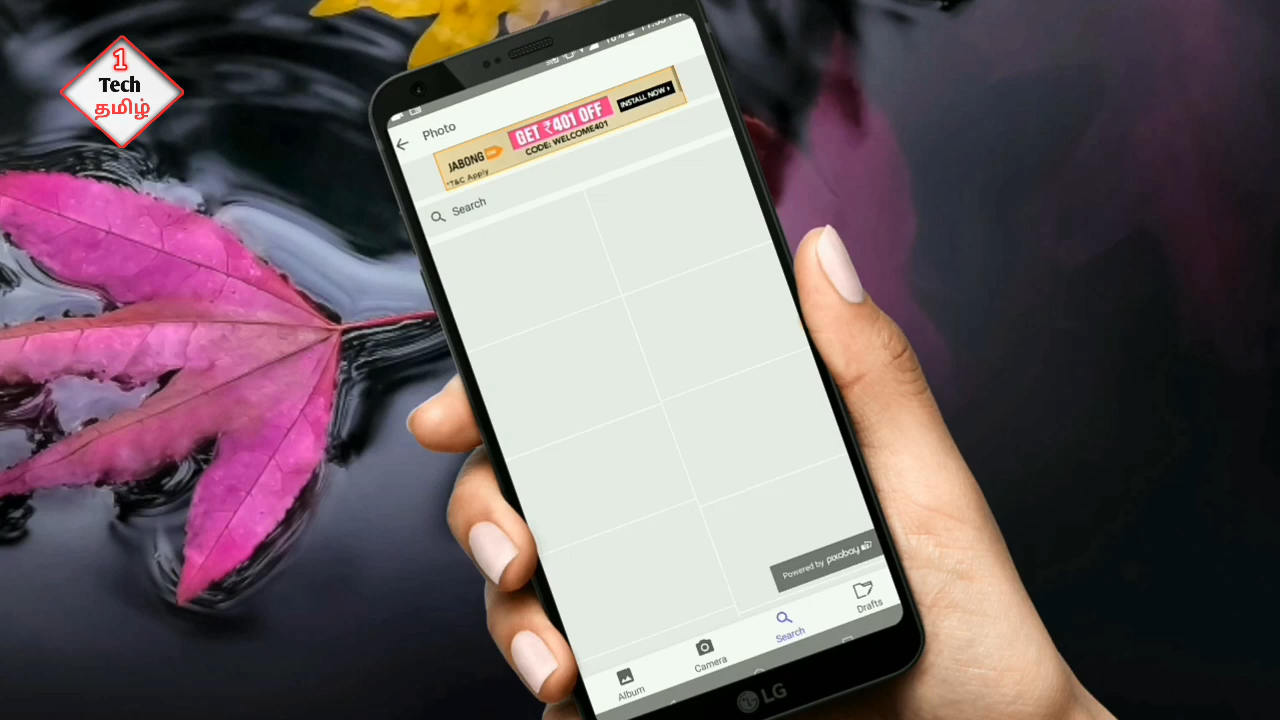 1
Tech
தமிழ்
Photo
JABONG
GET ₹401 OFF
CODE: WELCOME401
INSTALL NOW ›
*T&C Apply
Search
Powered by pixabay
Album
Camera
Search
Drafts
LG